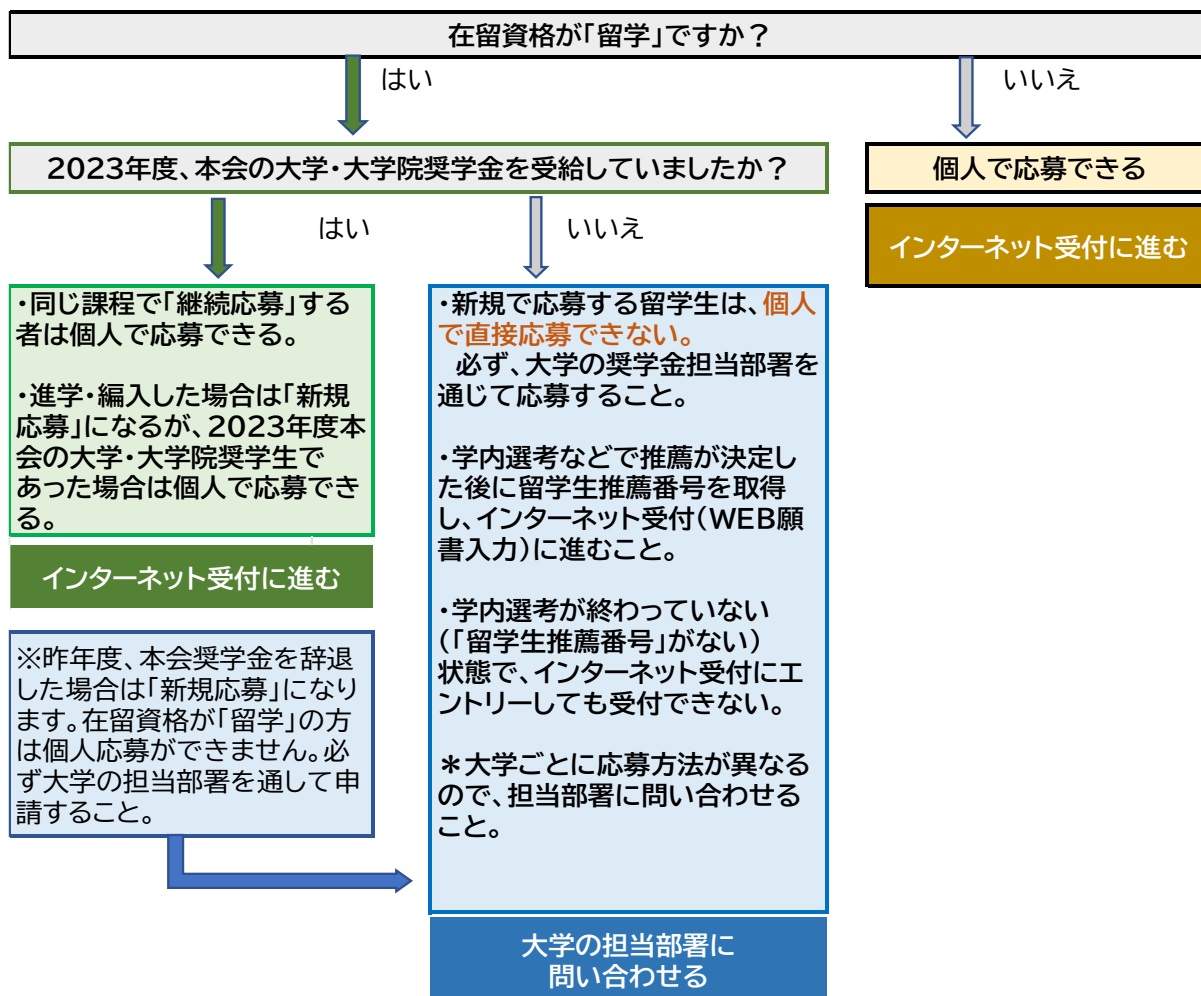 在留資格が「留学」ですか？
はい
いいえ
2023年度、本会の大学・大学院奨学金を受給していましたか？
個人で応募できる
インターネット受付に進む
はい
いいえ
・同じ課程で「継続応募」する
者は個人で応募できる。
・進学・編入した場合は「新規
応募」になるが、2023年度本
会の大学・大学院奨学生で
あった場合は個人で応募でき
る。
インターネット受付に進む
※昨年度、本会奨学金を辞退
した場合は「新規応募」になり
ます。在留資格が「留学」の方
は個人応募ができません。必
ず大学の担当部署を通して申
請すること。
・新規で応募する留学生は、個人
で直接応募できない。
必ず、大学の奨学金担当部署を
通じて応募すること。
・学内選考などで推薦が決定し
た後に留学生推薦番号を取得
し、インターネット受付（WEB願
書入力）に進むこと。
・学内選考が終わっていない
（「留学生推薦番号」がない）
状態で、インターネット受付にエ
ントリーしても受付できない。
＊大学ごとに応募方法が異なる
ので、担当部署に問い合わせる
こと。
大学の担当部署に
問い合わせる